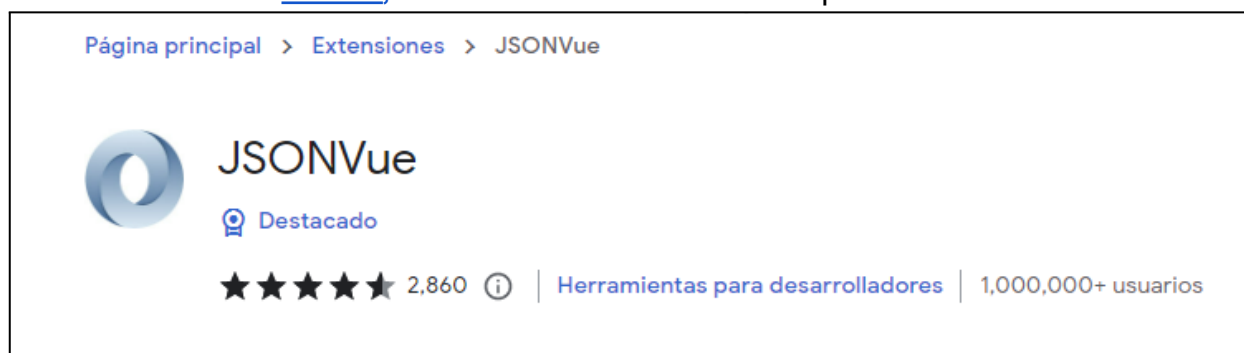 Página principal > Extensiones > JSONVue
JSONVue
Destacado
2,860 | Herramientas para desarrolladores | 1,000,000+ usuarios